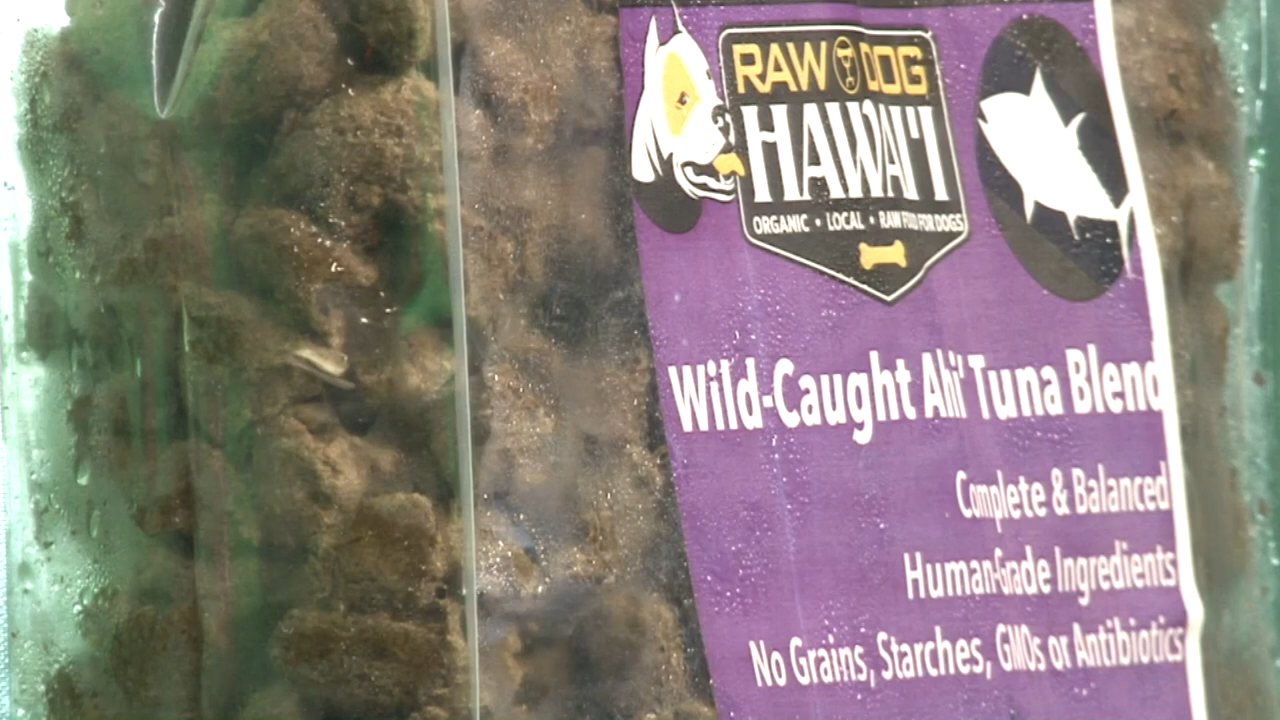 RAW DOG
HAWAI'I
ORGANIC • LOCAL • RAW FOOD FOR DOGS
Wild-Caught Ahi' Tuna Blend
Complete & Balanced
Human-Grade Ingredients
No Grains, Starches, GMOs or Antibiotics